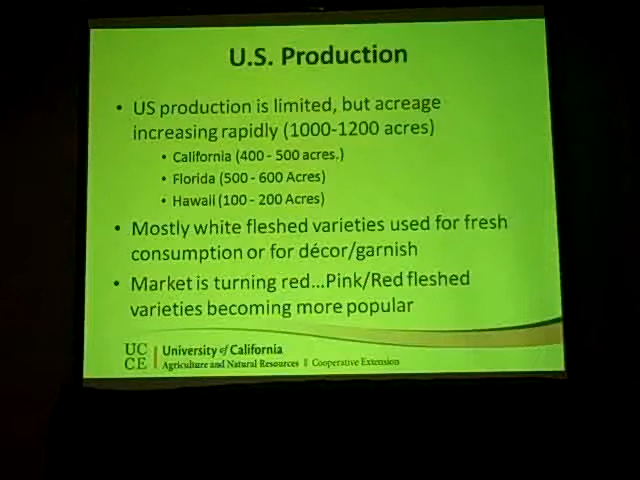 U.S. Production
• US production is limited, but acreage
increasing rapidly (1000-1200 acres)
• California (400 - 500 acres.)
• Florida (500 - 600 Acres)
• Hawaii (100 - 200 Acres)
• Mostly white fleshed varieties used for fresh
consumption or for décor/garnish
• Market is turning red...Pink/Red fleshed
varieties becoming more popular
UC
CE
University of California
Agriculture and Natural Resources | Cooperative Extension